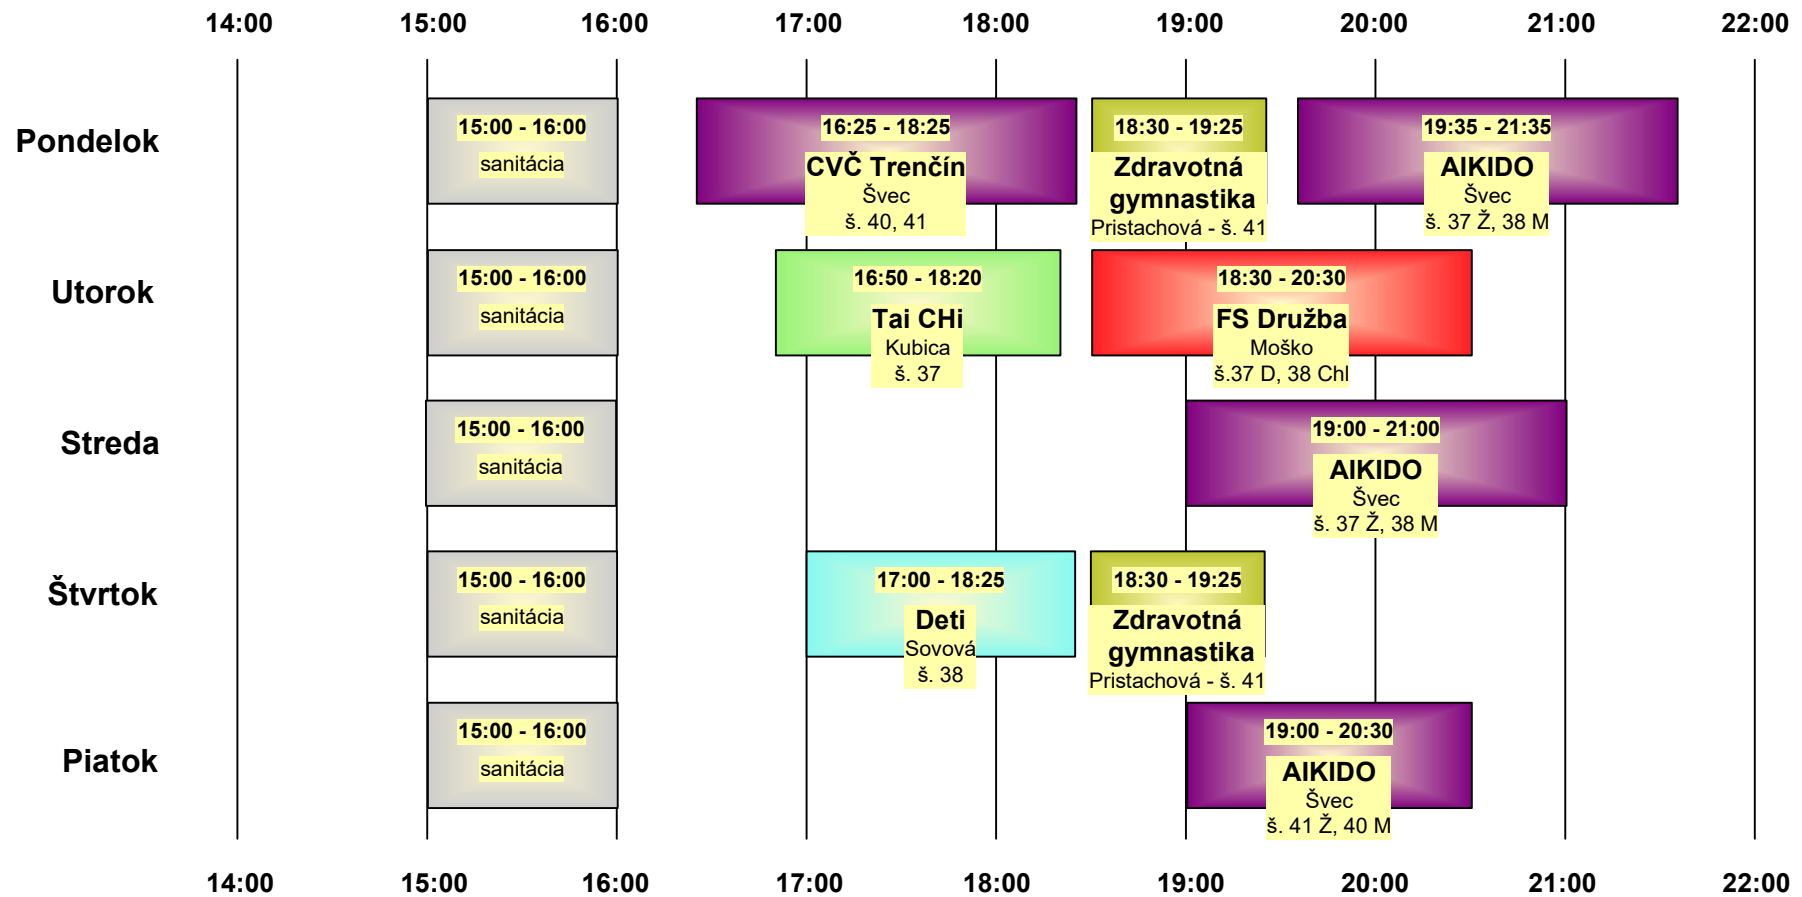 14:00 15:00 16:00 17:00 18:00 19:00 20:00 21:00 22:00
Pondelok
15:00 - 16:00
sanitácia
16:25 - 18:25
CVČ Trenčín
Švec
š. 40, 41
18:30 - 19:25
Zdravotná
gymnastika
Pristachová - š. 41
19:35 - 21:35
AIKIDO
Švec
š. 37 Ž, 38 M
Utorok
15:00 - 16:00
sanitácia
16:50 - 18:20
Tai CHi
Kubica
š. 37
18:30 - 20:30
FS Družba
Moško
š.37 D, 38 Chl
Streda
15:00 - 16:00
sanitácia
19:00 - 21:00
AIKIDO
Švec
š. 37 Ž, 38 M
Štvrtok
15:00 - 16:00
sanitácia
17:00 - 18:25
Deti
Sovová
š. 38
18:30 - 19:25
Zdravotná
gymnastika
Pristachová - š. 41
Piatok
15:00 - 16:00
sanitácia
19:00 - 20:30
AIKIDO
Švec
š. 41 Ž, 40 M
14:00 15:00 16:00 17:00 18:00 19:00 20:00 21:00 22:00